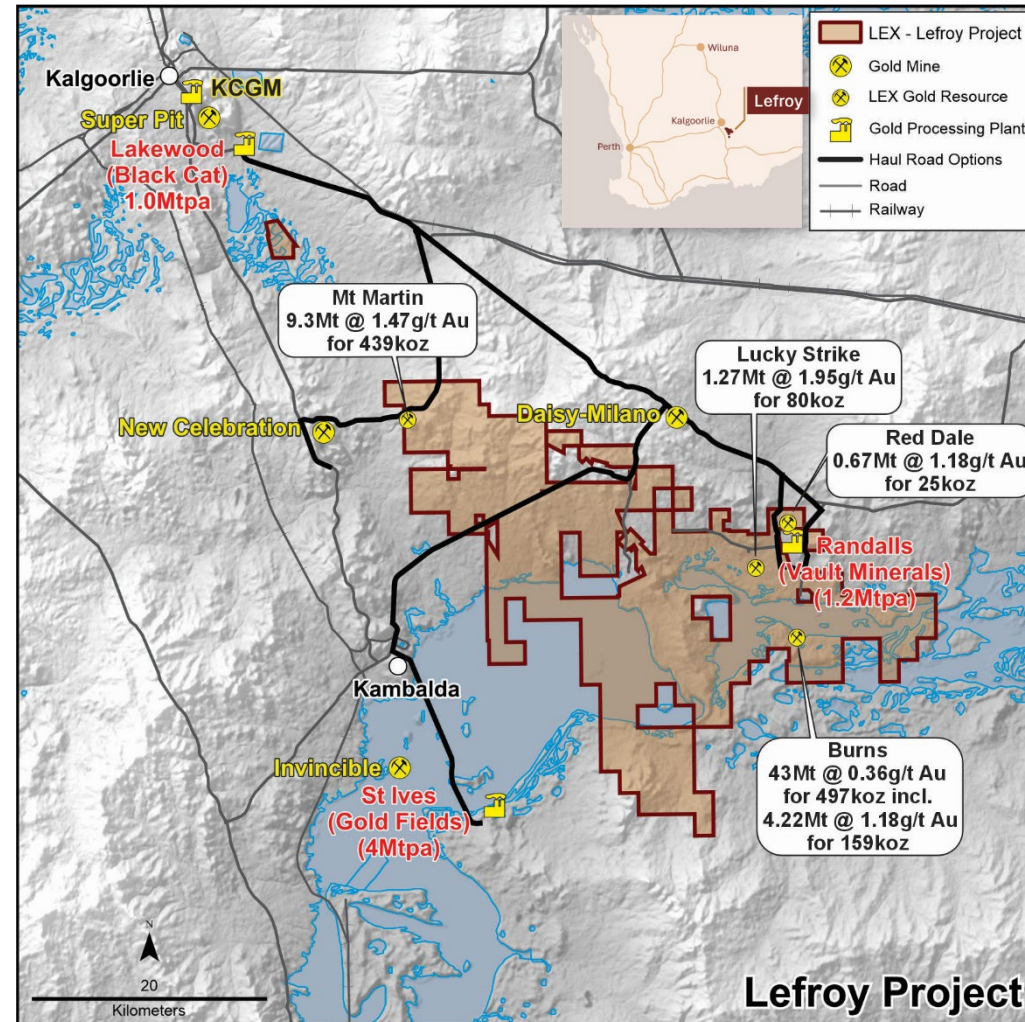 Kalgoorlie
KCGM
Super Pit
Lakewood
(Black Cat)
1.0Mtpa
Wiluna
Kalgoorlie
Lefroy
Perth
LEX - Lefroy Project
Gold Mine
LEX Gold Resource
Gold Processing Plant
Haul Road Options
Road
Railway
Mt Martin
9.3Mt @ 1.47g/t Au
for 439koz
Lucky Strike
1.27Mt @ 1.95g/t Au
for 80koz
New Celebration
Daisy-Milano
Red Dale
0.67Mt @ 1.18g/t Au
for 25koz
Randalls
(Vault Minerals)
(1.2Mtpa)
Kambalda
Invincible
St Ives
(Gold Fields)
(4Mtpa)
Burns
43Mt @ 0.36g/t Au
for 497koz incl.
4.22Mt @ 1.18g/t Au
for 159koz
N
20
Kilometers
Lefroy Project